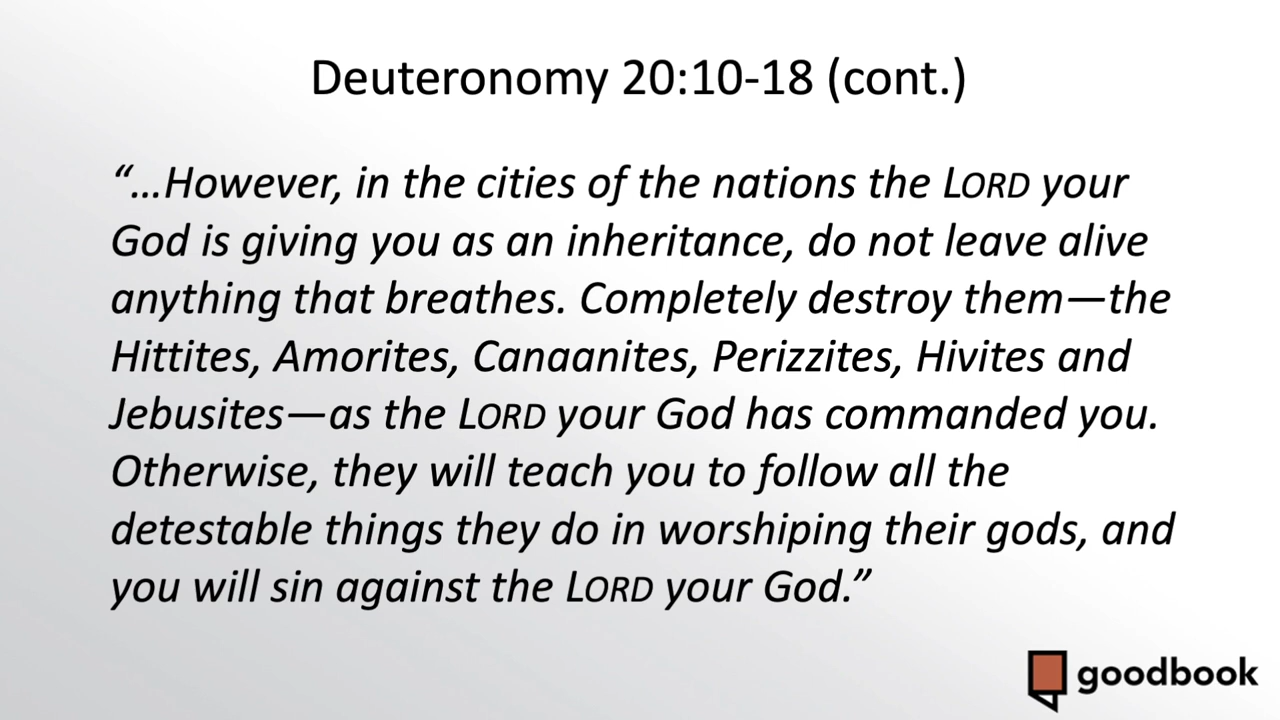 Deuteronomy 20:10-18 (cont.)
“…However, in the cities of the nations the LORD your
God is giving you as an inheritance, do not leave alive
anything that breathes. Completely destroy them—the
Hittites, Amorites, Canaanites, Perizzites, Hivites and
Jebusites—as the LORD your God has commanded you.
Otherwise, they will teach you to follow all the
detestable things they do in worshiping their gods, and
you will sin against the LORD your God.”
goodbook